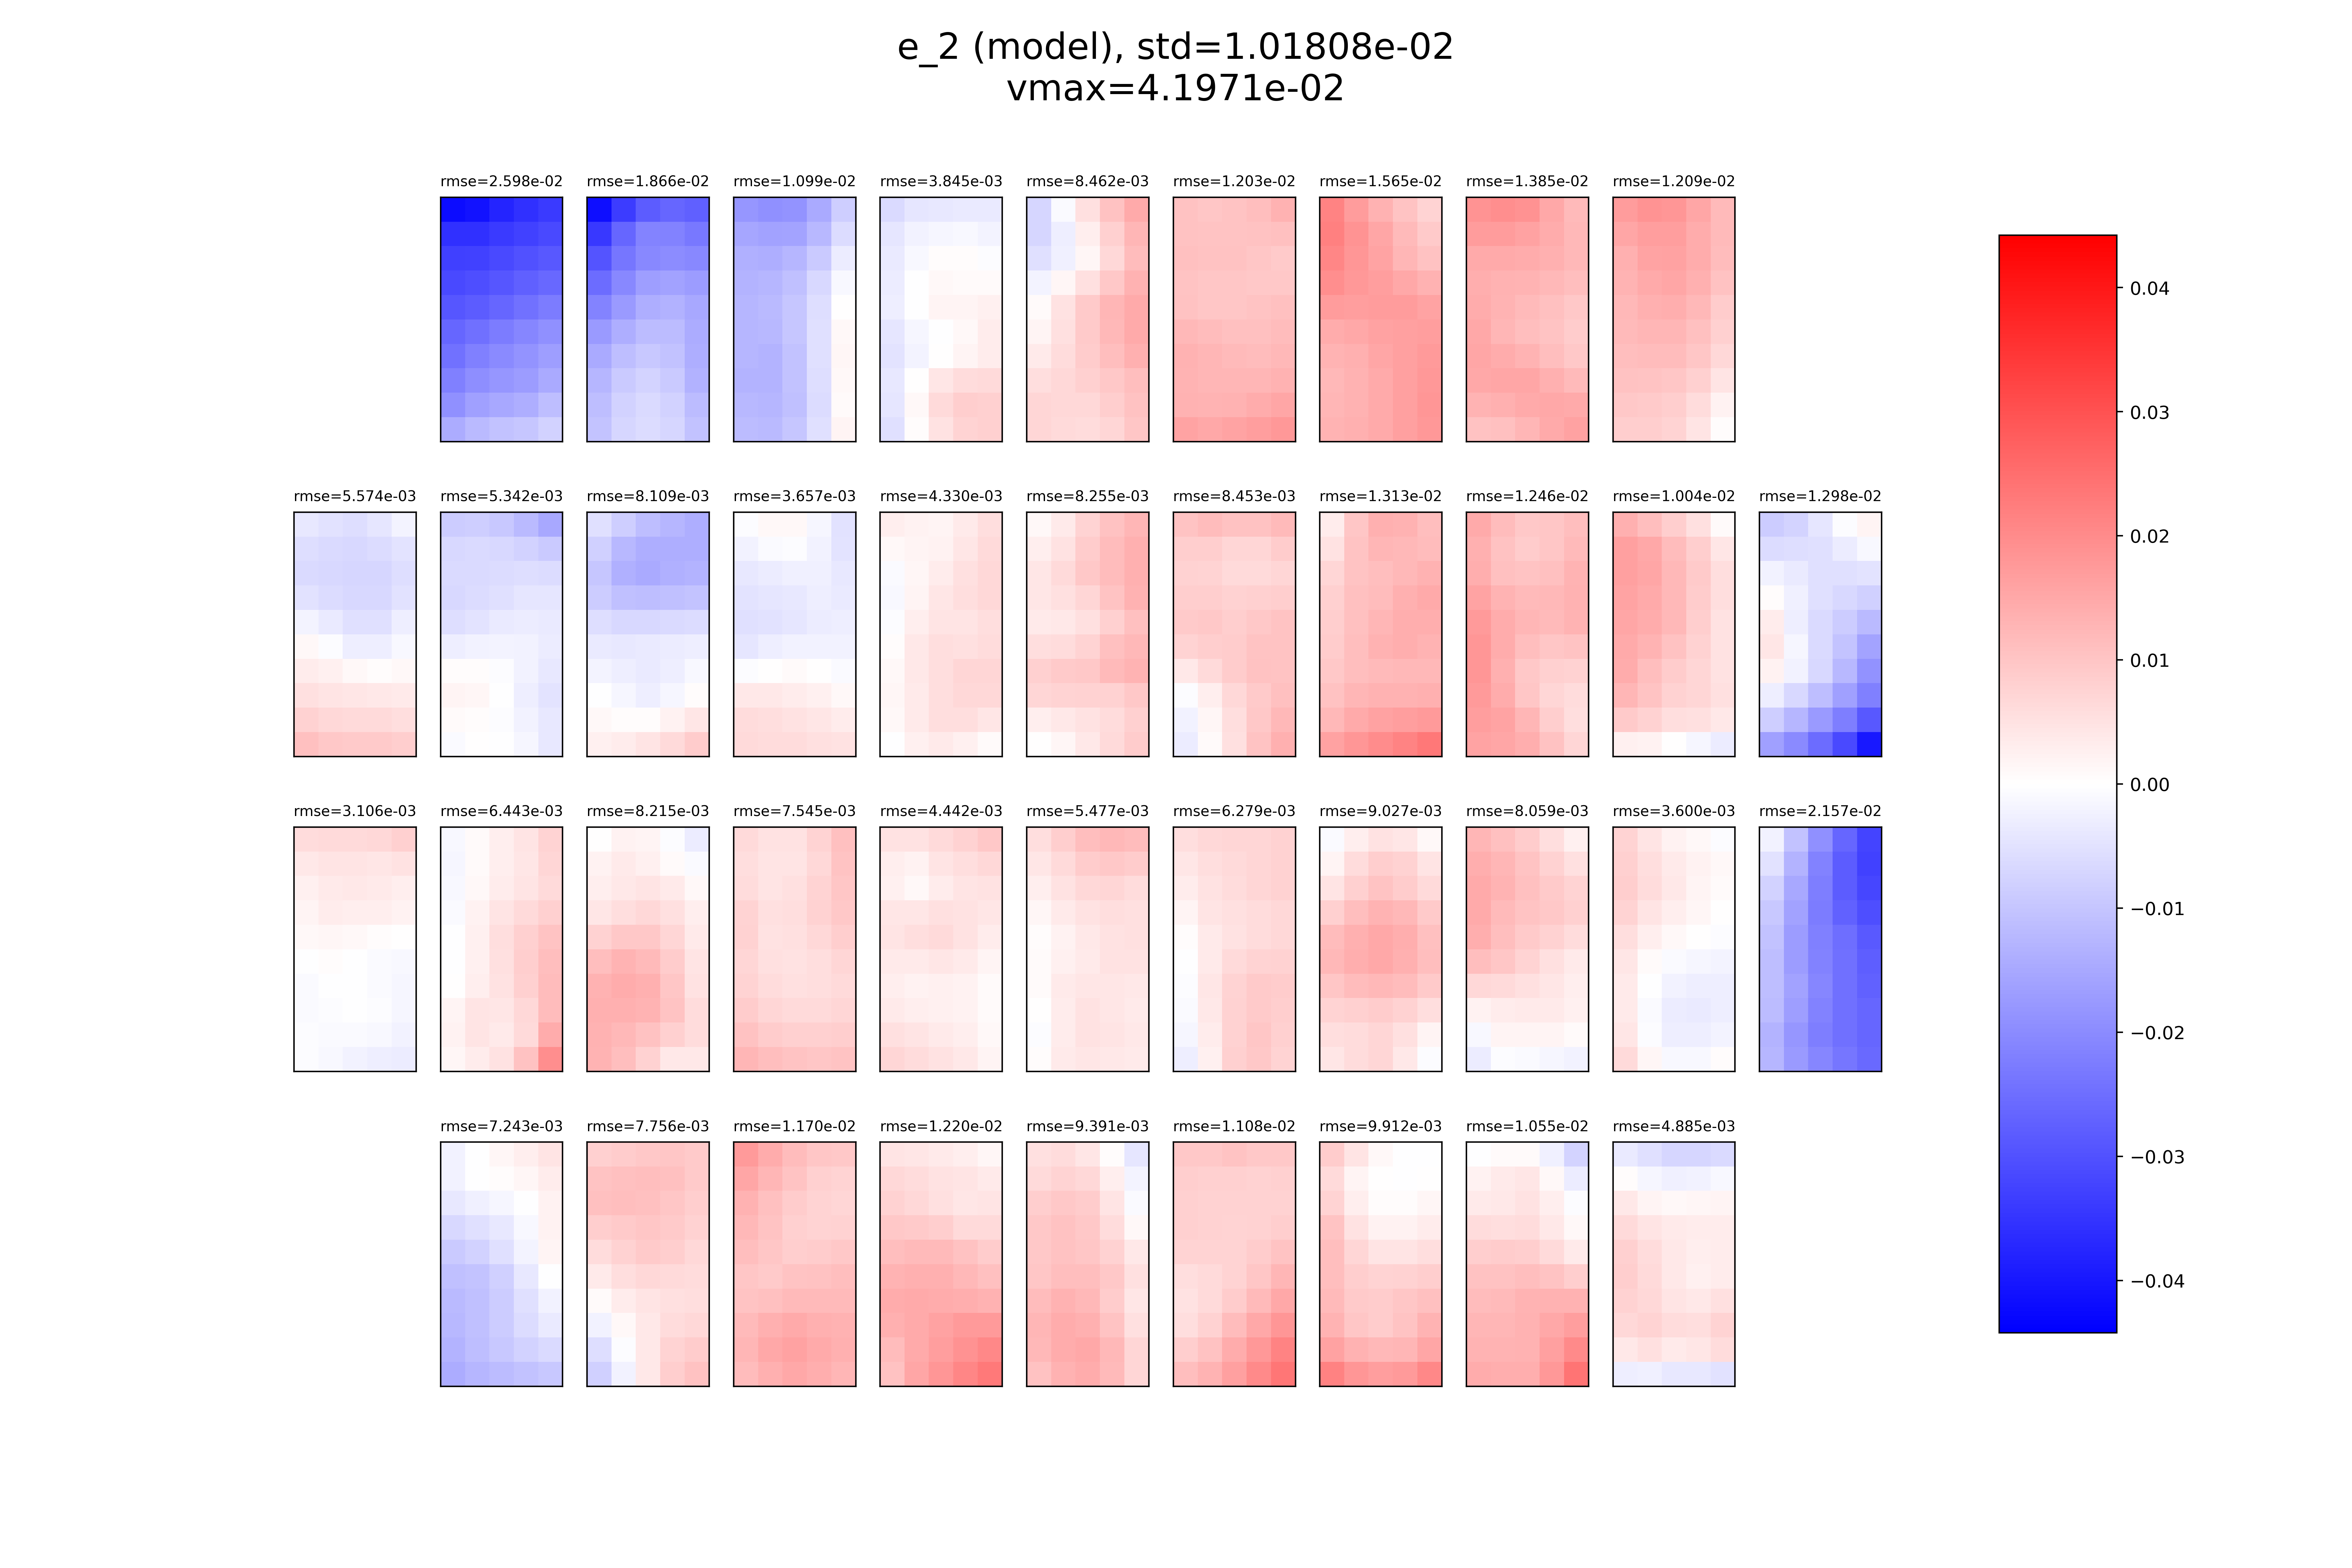 e_2 (model), std=1.01808e-02
vmax=4.1971e-02
rmse=2.598e-02 rmse=1.866e-02 rmse=1.099e-02 rmse=3.845e-03 rmse=8.462e-03 rmse=1.203e-02 rmse=1.565e-02 rmse=1.385e-02 rmse=1.209e-02
rmse=5.574e-03 rmse=5.342e-03 rmse=8.109e-03 rmse=3.657e-03 rmse=4.330e-03 rmse=8.255e-03 rmse=8.453e-03 rmse=1.313e-02 rmse=1.246e-02 rmse=1.004e-02 rmse=1.298e-02
rmse=3.106e-03 rmse=6.443e-03 rmse=8.215e-03 rmse=7.545e-03 rmse=4.442e-03 rmse=5.477e-03 rmse=6.279e-03 rmse=9.027e-03 rmse=8.059e-03 rmse=3.600e-03 rmse=2.157e-02
rmse=7.243e-03 rmse=7.756e-03 rmse=1.170e-02 rmse=1.220e-02 rmse=9.391e-03 rmse=1.108e-02 rmse=9.912e-03 rmse=1.055e-02 rmse=4.885e-03
0.04
0.03
0.02
0.01
0.00
−0.01
−0.02
−0.03
−0.04